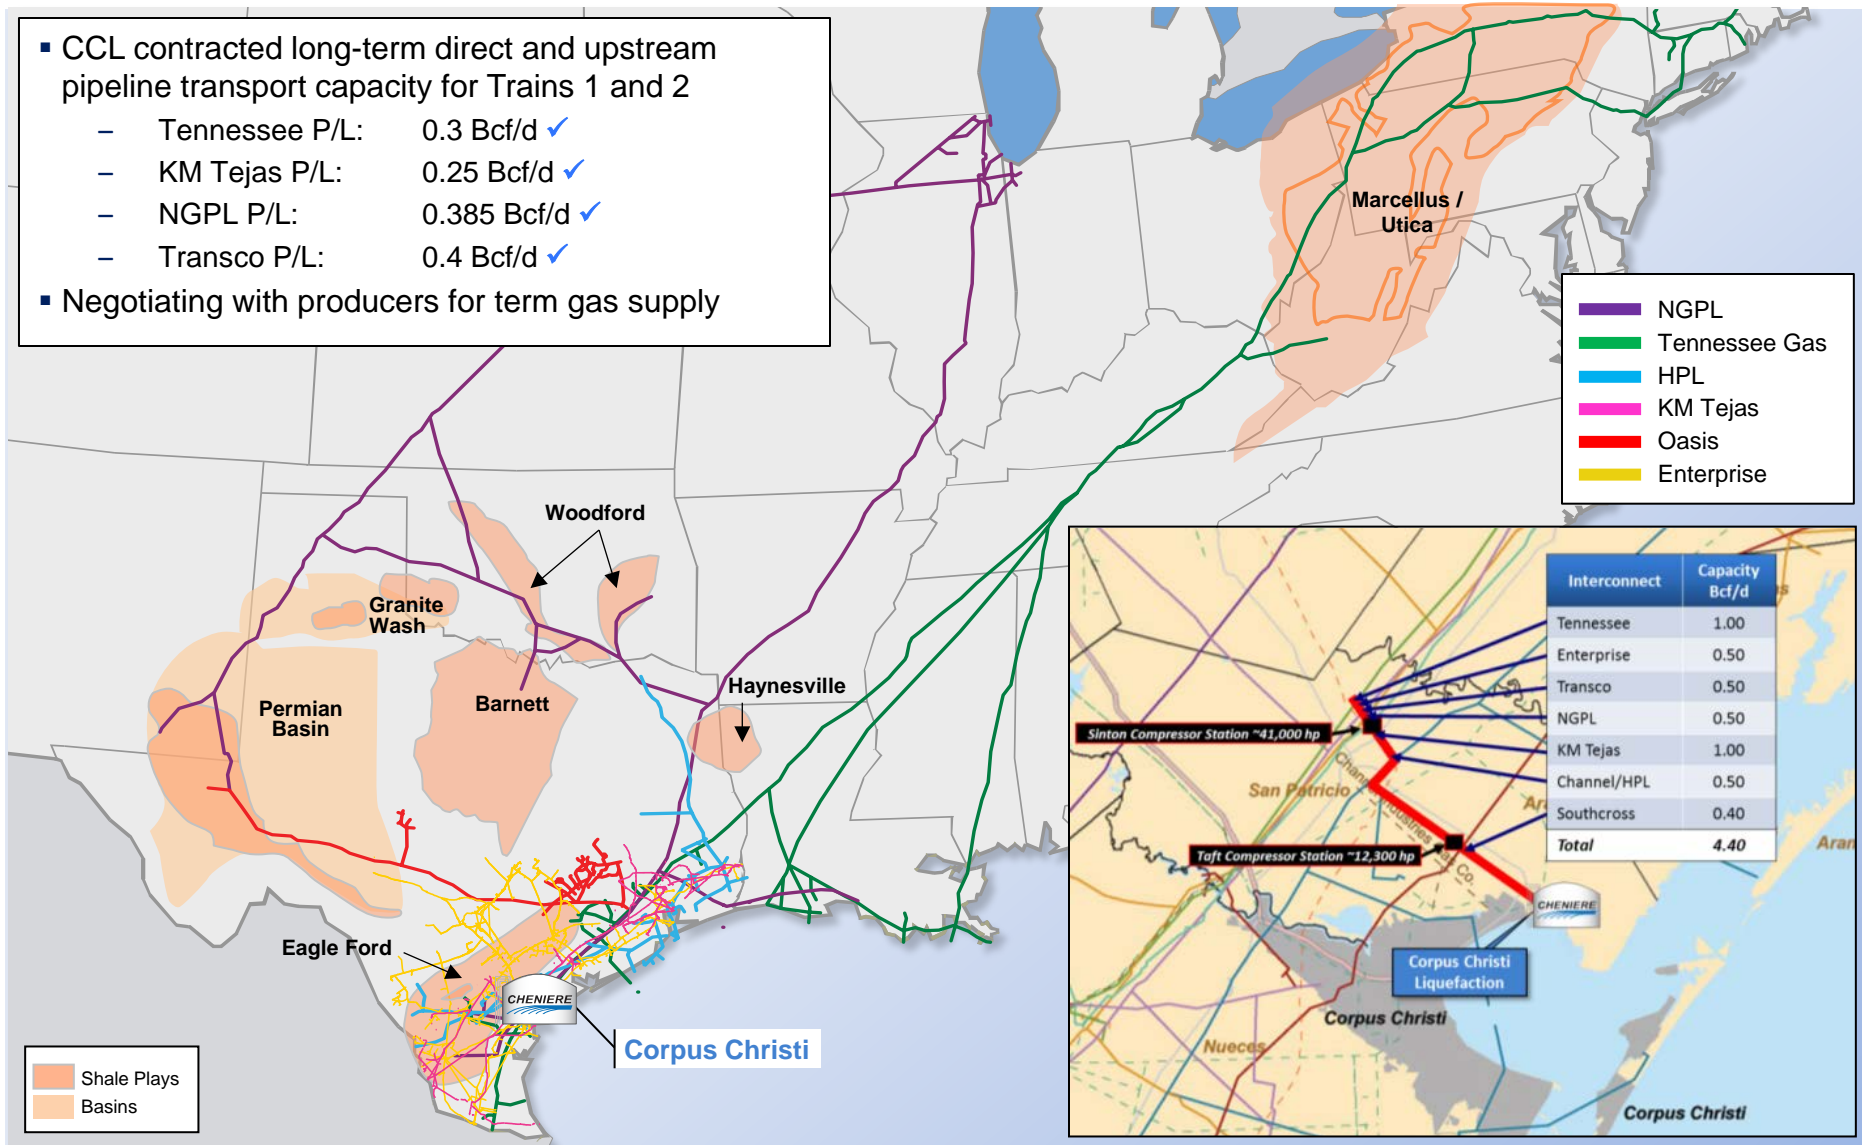 ▪ CCL contracted long-term direct and upstream
pipeline transport capacity for Trains 1 and 2
– Tennessee P/L: 0.3 Bcf/d ✓
– KM Tejas P/L: 0.25 Bcf/d ✓
– NGPL P/L: 0.385 Bcf/d ✓
– Transco P/L: 0.4 Bcf/d ✓
▪ Negotiating with producers for term gas supply
Marcellus /
Utica
NGPL
Tennessee Gas
HPL
KM Tejas
Oasis
Enterprise
Woodford
Granite
Wash
Permian
Basin
Barnett
Haynesville
Eagle Ford
CHENIERE
Corpus Christi
Shale Plays
Basins
Interconnect Capacity
Bcf/d
Tennessee 1.00
Enterprise 0.50
Transco 0.50
NGPL 0.50
KM Tejas 1.00
Channel/HPL 0.50
Southcross 0.40
Total 4.40
Sinton Compressor Station ~41,000 hp
San Patricio
Taft Compressor Station ~12,300 hp
CHENIERE
Corpus Christi
Liquefaction
Corpus Christi
Nueces
Corpus Christi